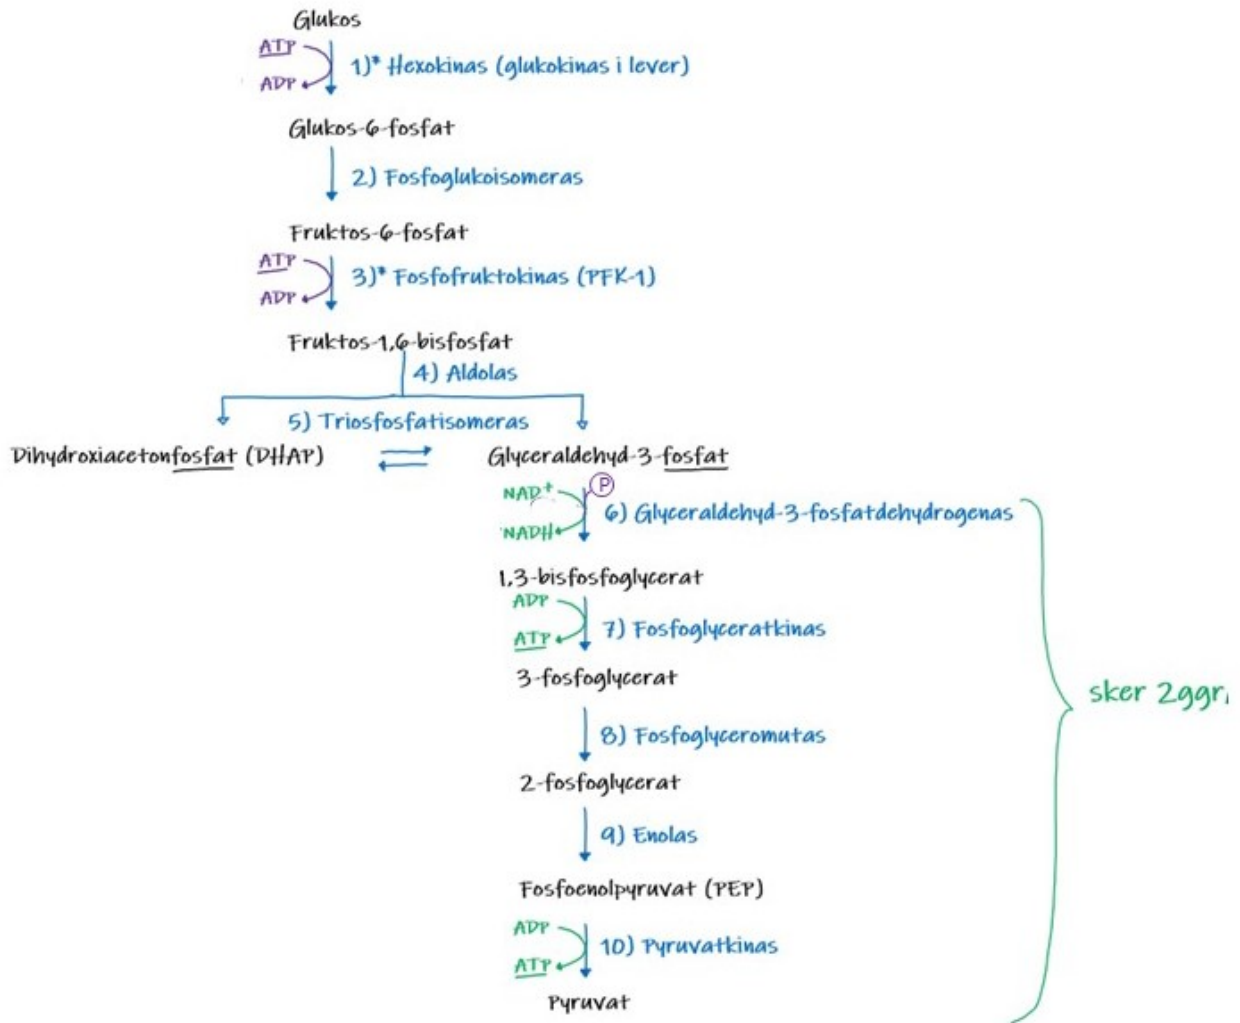 Glukos
ATP
1)* Hexokinas (glukokinas i lever)
ADP
Glukos-6-fosfat
2) Fosfoglukoisomeras
Fruktos-6-fosfat
ATP
3)* Fosfofruktokinas (PFK-1)
ADP
Fruktos-1,6-bisfosfat
4) Aldolas
5) Triosfosfatisomeras
Dihydroxiacetonfosfat (DHAP)
Glyceraldehyd-3-fosfat
P
NAD+
6) Glyceraldehyd-3-fosfatdehydrogenas
NADH
1,3-bisfosfoglycerat
ADP
7) Fosfoglyceratkinas
ATP
3-fosfoglycerat
sker 2ggr.
8) Fosfoglyceromutas
2-fosfoglycerat
9) Enolas
Fosfoenolpyruvat (PEP)
ADP
10) Pyruvatkinas
ATP
Pyruvat